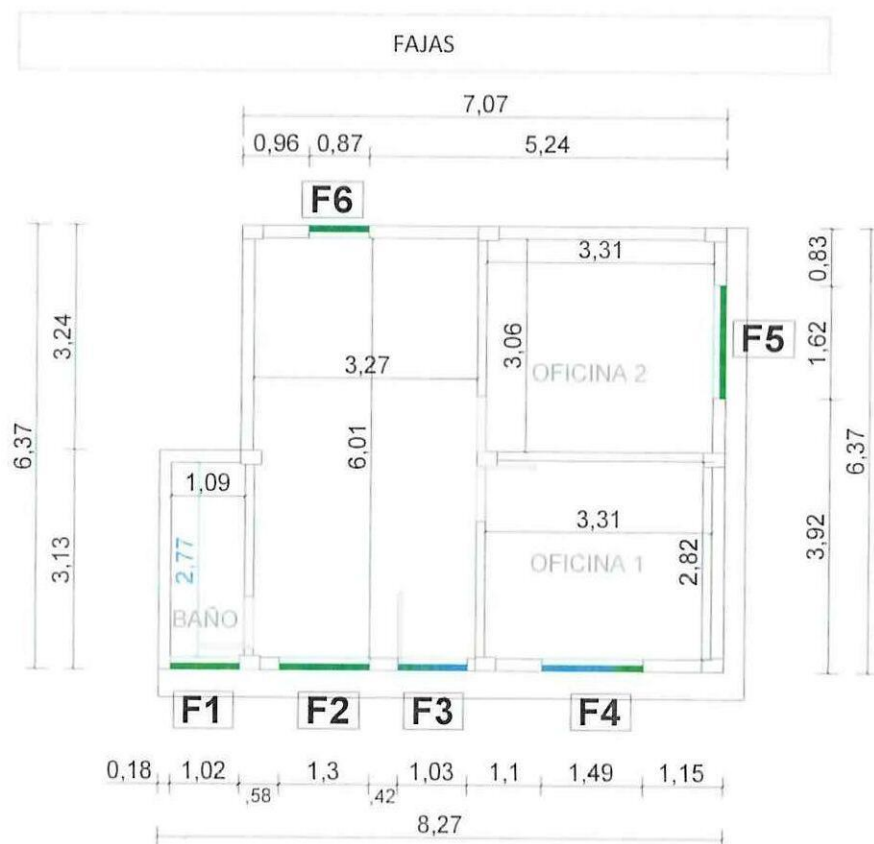 FAJAS
7,07
0,96 0,87 5,24
F6
3,31
0,83
3,24
3,06
F5
1,62
3,27
OFICINA 2
6,37
6,01
6,37
1,09
3,31
3,92
3,13
2,77
OFICINA 1
2,82
BAÑO
F1 F2 F3 F4
0,18 1,02 ,58 1,3 ,42 1,03 1,1 1,49 1,15
8,27